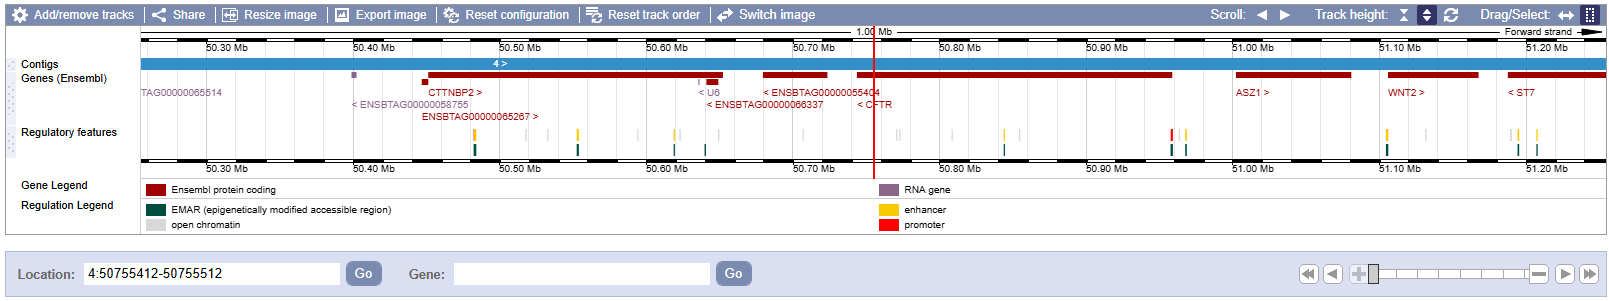 Add/remove tracks Share Resize image Export image Reset configuration Reset track order Switch image Scroll: Track height: Drag/Select:
1.00 Mb Forward strand
50.30 Mb 50.40 Mb 50.50 Mb 50.60 Mb 50.70 Mb 50.80 Mb 50.90 Mb 51.00 Mb 51.10 Mb 51.20 Mb
Contigs 4 >
Genes (Ensembl)
TAG00000065514 CTTNBP2 > < U6 < ENSBTAG00000055404 ASZ1 > WNT2 > < ST7
< ENSBTAG00000058755 < ENSBTAG00000066337 < CFTR
ENSBTAG00000065267 >
Regulatory features
50.30 Mb 50.40 Mb 50.50 Mb 50.60 Mb 50.70 Mb 50.80 Mb 50.90 Mb 51.00 Mb 51.10 Mb 51.20 Mb
Gene Legend Ensembl protein coding RNA gene
Regulation Legend EMAR (epigenetically modified accessible region) enhancer
open chromatin promoter
Location: 4:50755412-50755512 Go Gene: Go